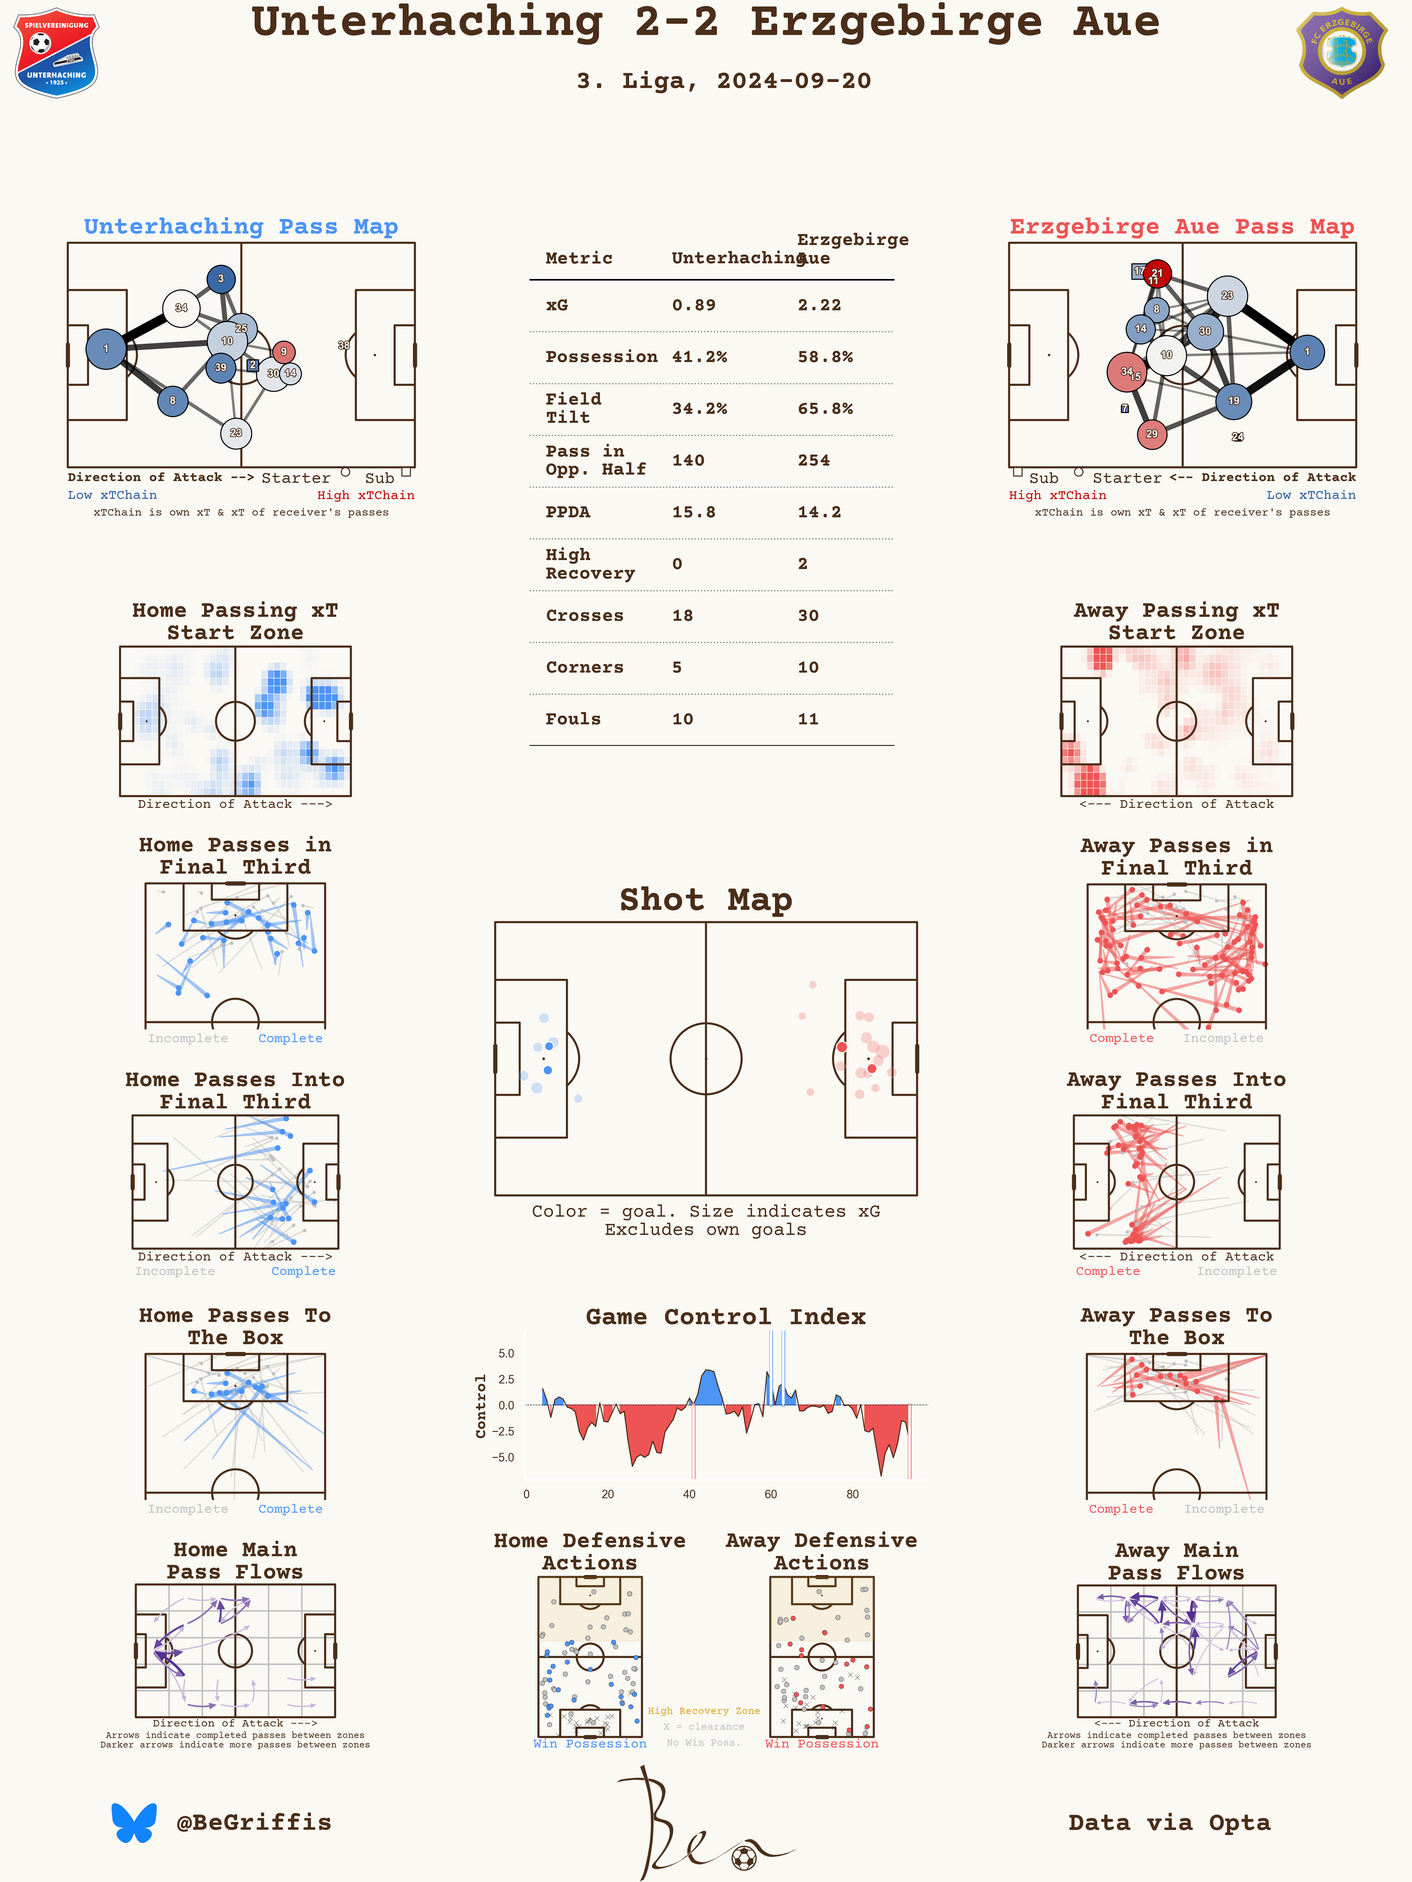 Unterhaching 2-2 Erzgebirge Aue
3. Liga, 2024-09-20
SPIELVEREINIGUNG
UNTERHACHING
• 1925 •
FC ERZGEBIRGE
AUE
Unterhaching Pass Map
3
34
25
10
1
9
38
2
39
30 14
8
23
Direction of Attack --> Starter Sub
Low xTChain High xTChain
xTChain is own xT & xT of receiver's passes
Metric Unterhaching Erzgebirge Aue
xG 0.89 2.22
Possession 41.2% 58.8%
Field Tilt 34.2% 65.8%
Pass in Opp. Half 140 254
PPDA 15.8 14.2
High Recovery 0 2
Crosses 18 30
Corners 5 10
Fouls 10 11
Erzgebirge Aue Pass Map
17 21
11
23
8
14 30
10 1
34
15
7 19
29 24
Sub Starter <-- Direction of Attack
High xTChain Low xTChain
xTChain is own xT & xT of receiver's passes
Home Passing xT
Start Zone
Direction of Attack --->
Away Passing xT
Start Zone
<--- Direction of Attack
Home Passes in
Final Third
Incomplete Complete
Away Passes in
Final Third
Complete Incomplete
Shot Map
Color = goal. Size indicates xG
Excludes own goals
Home Passes Into
Final Third
Direction of Attack --->
Incomplete Complete
Away Passes Into
Final Third
<--- Direction of Attack
Complete Incomplete
Home Passes To
The Box
Incomplete Complete
Game Control Index
Control
5.0
2.5
0.0
−2.5
−5.0
0 20 40 60 80
Away Passes To
The Box
Complete Incomplete
Home Main
Pass Flows
Direction of Attack --->
Arrows indicate completed passes between zones
Darker arrows indicate more passes between zones
Home Defensive
Actions
Win Possession
High Recovery Zone
X = clearance
No Win Poss.
Away Defensive
Actions
Win Possession
Away Main
Pass Flows
<--- Direction of Attack
Arrows indicate completed passes between zones
Darker arrows indicate more passes between zones
@BeGriffis
Ben
Data via Opta